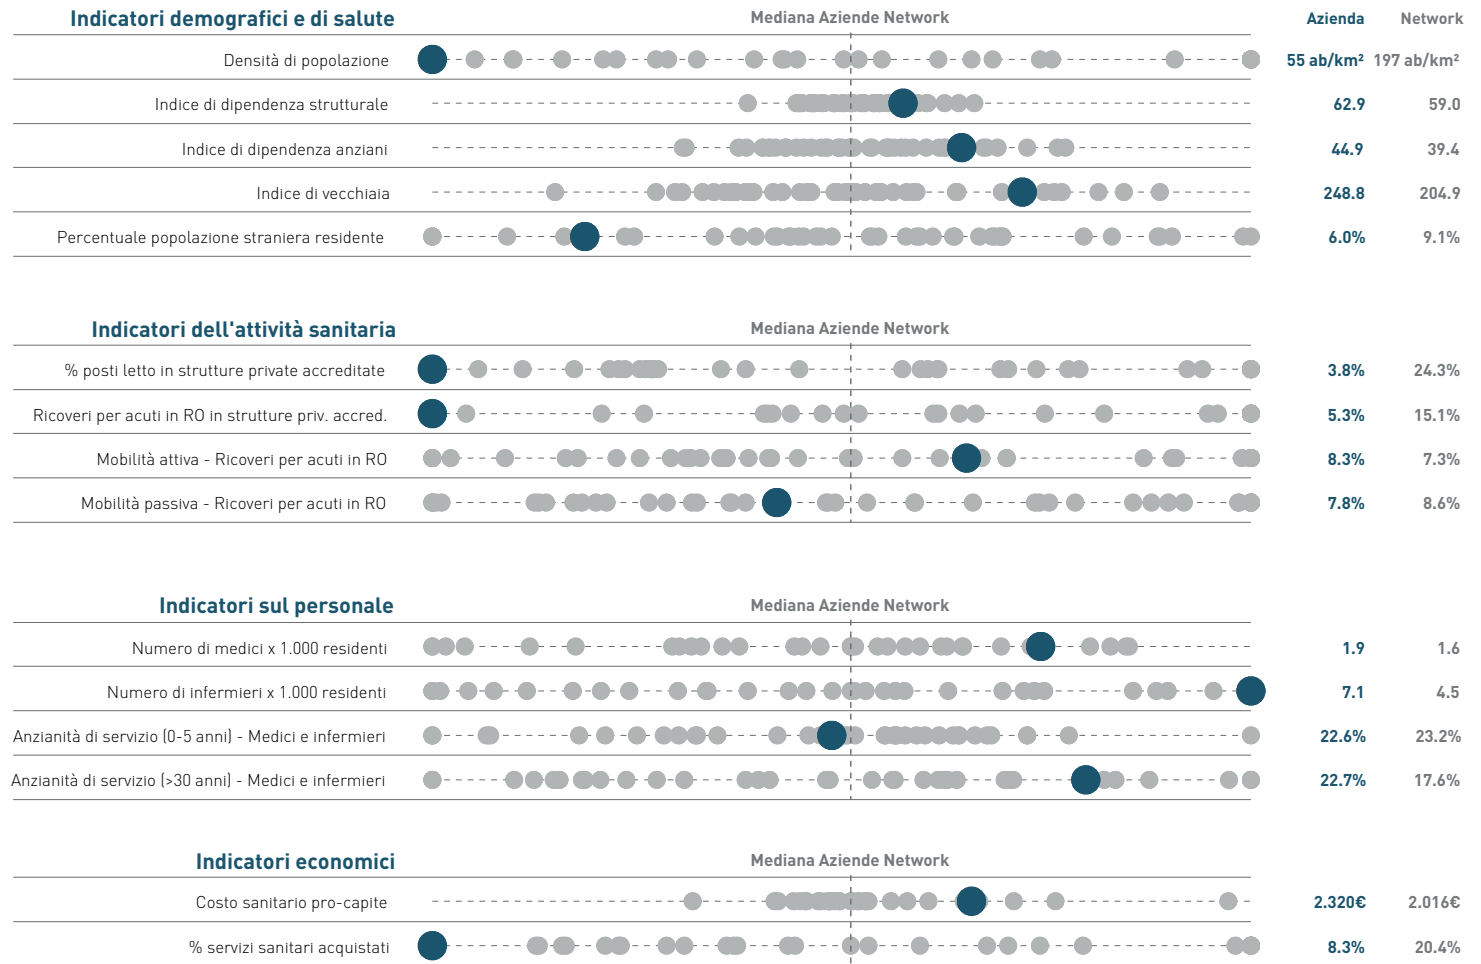 Indicatori demografici e di salute Mediana Aziende Network Azienda Network
Densità di popolazione 55 ab/km² 197 ab/km²
Indice di dipendenza strutturale 62.9 59.0
Indice di dipendenza anziani 44.9 39.4
Indice di vecchiaia 248.8 204.9
Percentuale popolazione straniera residente 6.0% 9.1%
Indicatori dell'attività sanitaria Mediana Aziende Network
% posti letto in strutture private accreditate 3.8% 24.3%
Ricoveri per acuti in RO in strutture priv. accred. 5.3% 15.1%
Mobilità attiva - Ricoveri per acuti in RO 8.3% 7.3%
Mobilità passiva - Ricoveri per acuti in RO 7.8% 8.6%
Indicatori sul personale Mediana Aziende Network
Numero di medici x 1.000 residenti 1.9 1.6
Numero di infermieri x 1.000 residenti 7.1 4.5
Anzianità di servizio (0-5 anni) - Medici e infermieri 22.6% 23.2%
Anzianità di servizio (>30 anni) - Medici e infermieri 22.7% 17.6%
Indicatori economici Mediana Aziende Network
Costo sanitario pro-capite 2.320€ 2.016€
% servizi sanitari acquistati 8.3% 20.4%